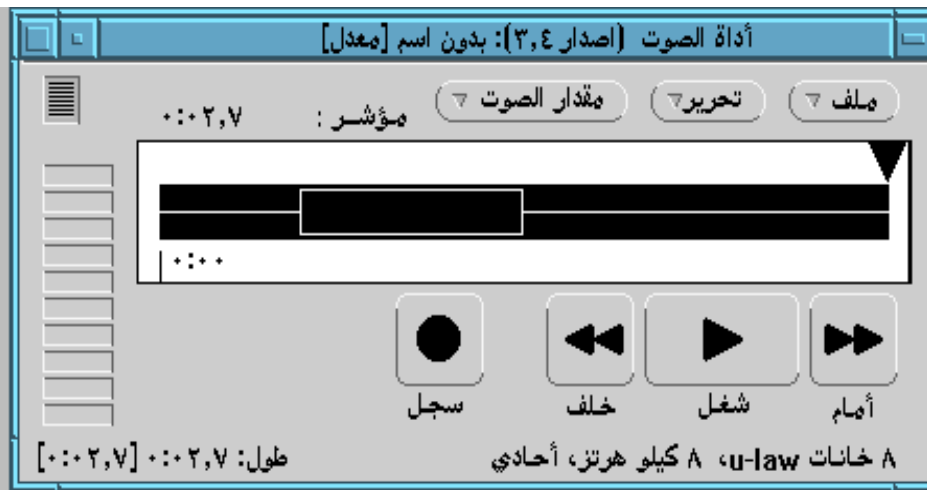 أداة الصوت (اصدار ٣,٤): بدون اسم [معدل]
ملف تحرير مقدار الصوت
مؤشر : ٠:٠٢,٧
٠:٠٠
أمام شغل خلف سجل
٨ خانات u-law، ٨ كيلو هرتز، أحادي طول: ٠:٠٢,٧ [٠:٠٢,٧]